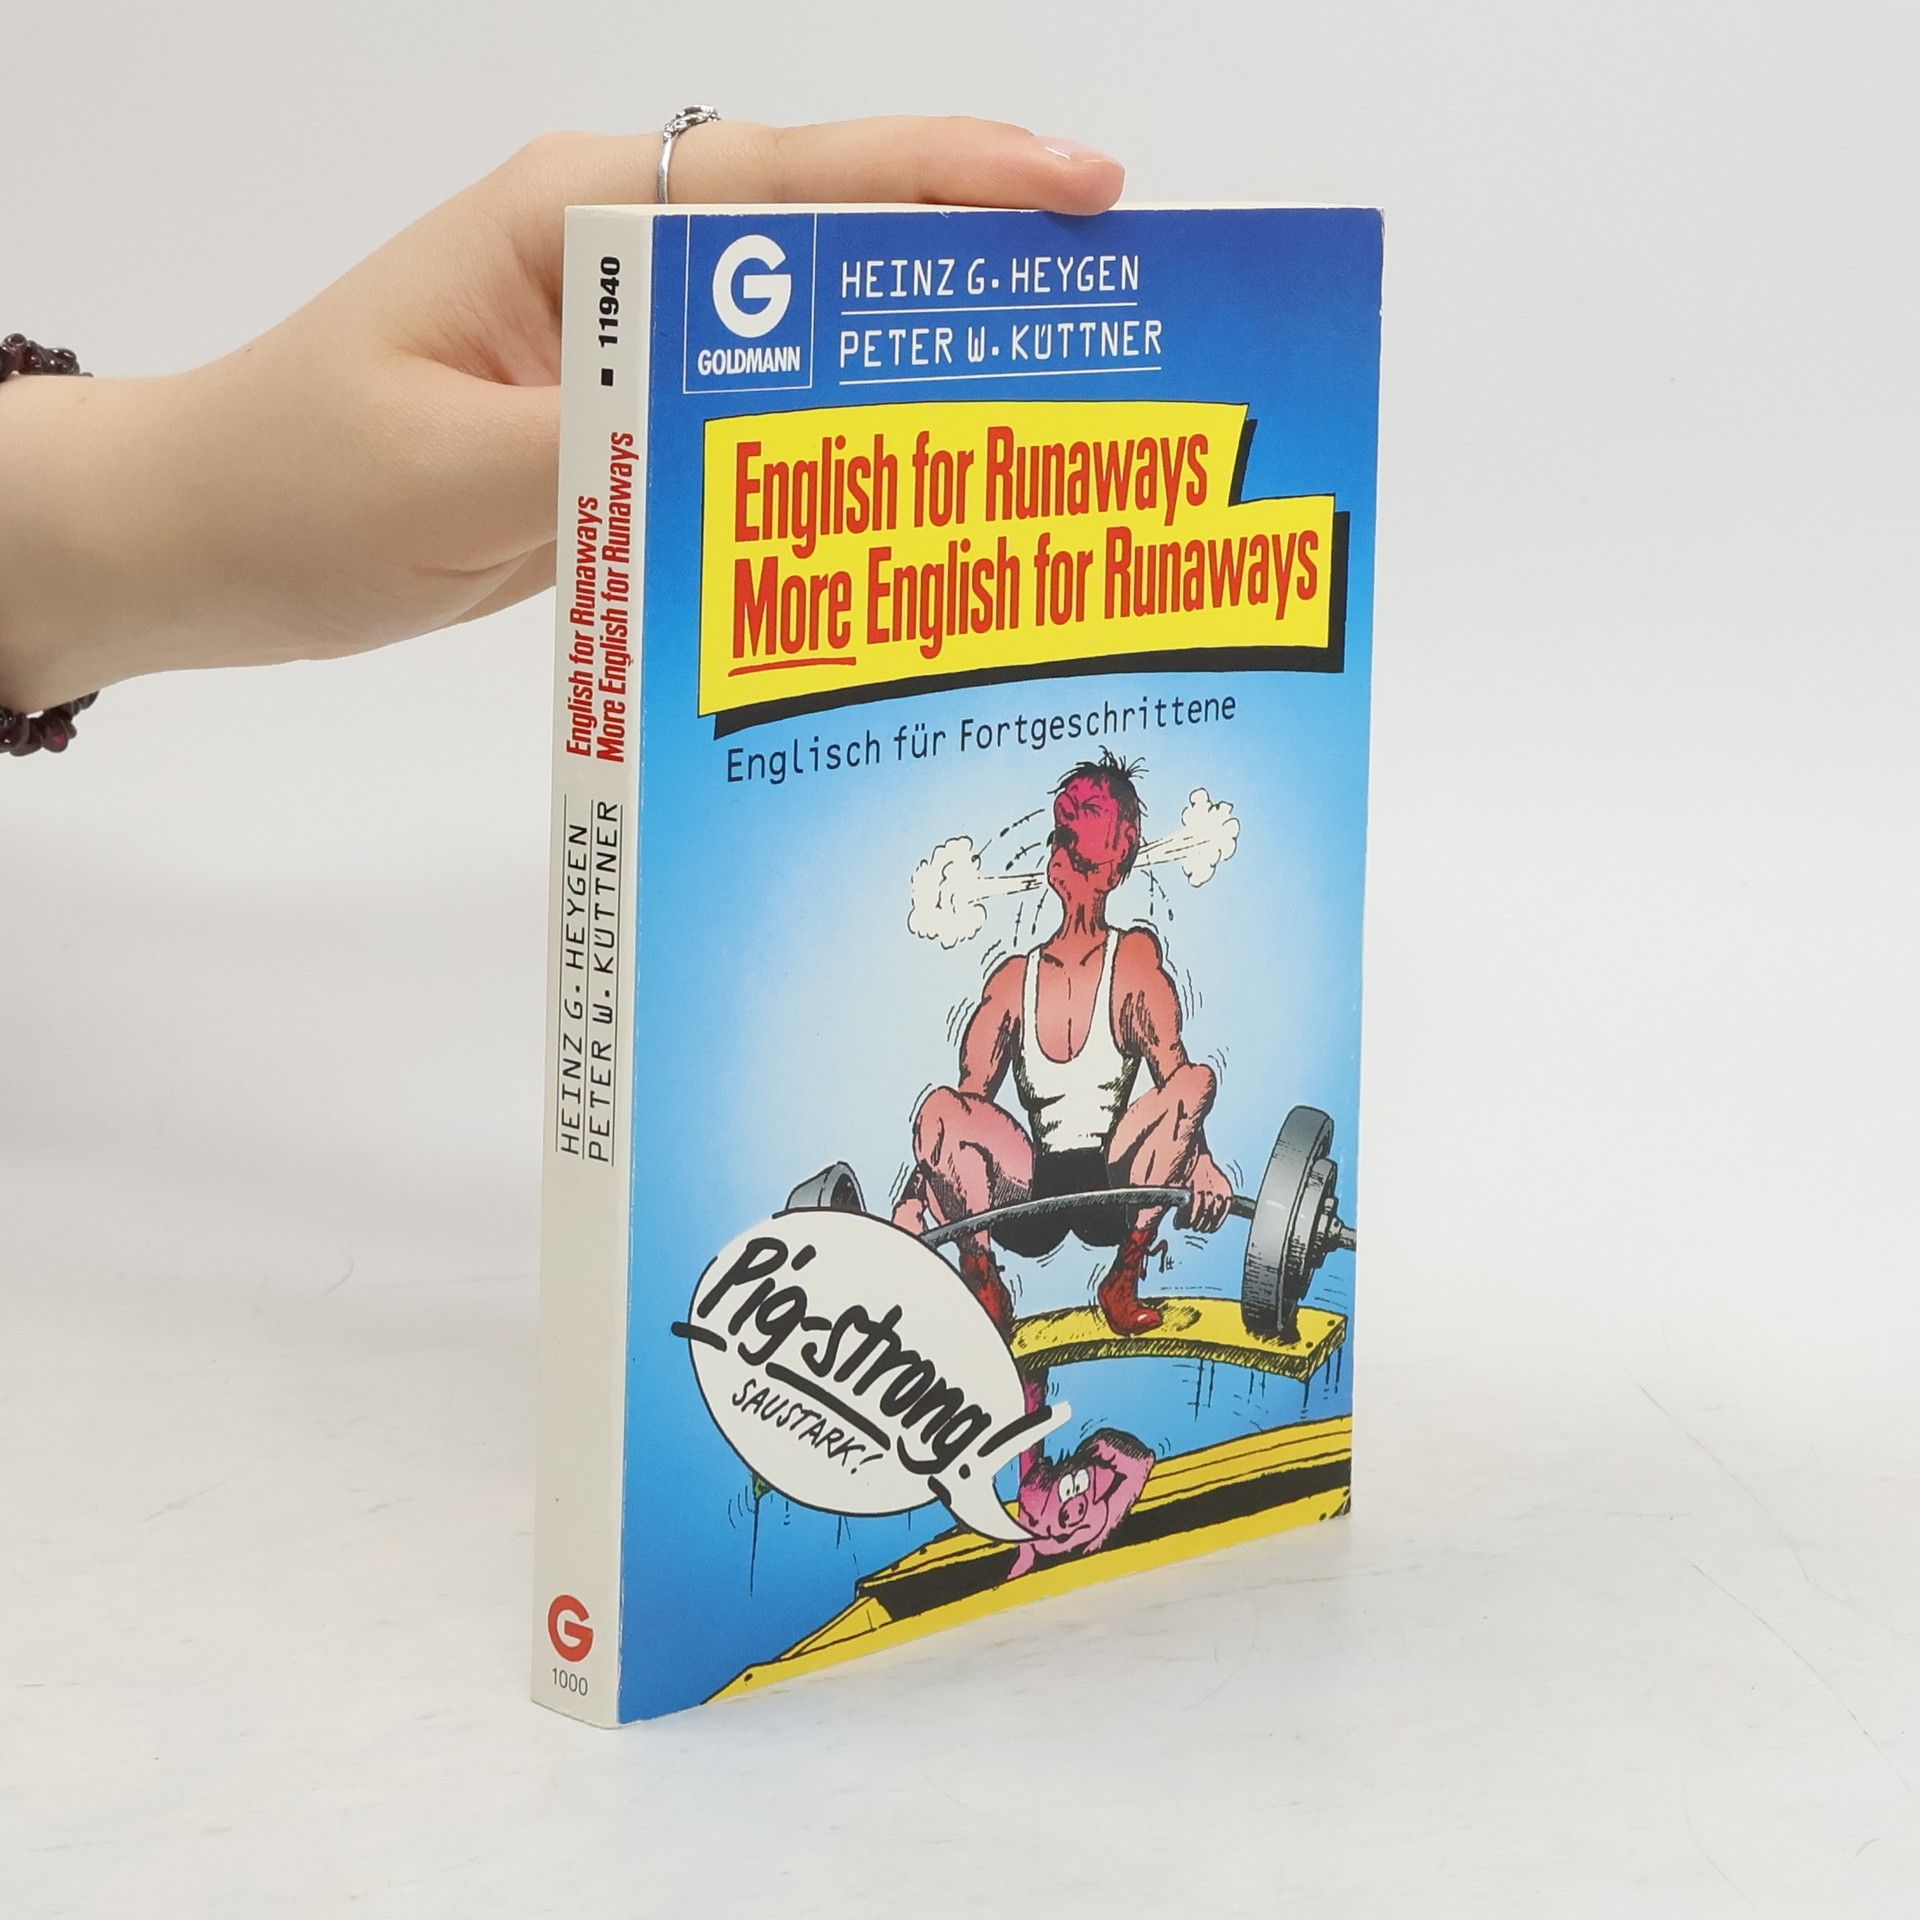 11940
English for Runaways
More English for Runaways
HEINZ G. HEYGEN
PETER W. KÜTTNER
G
1000
G
GOLDMANN
HEINZ G. HEYGEN
PETER W. KÜTTNER
English for Runaways
More English for Runaways
Englisch für Fortgeschrittene
Pig-strong!
SAUSTARK!